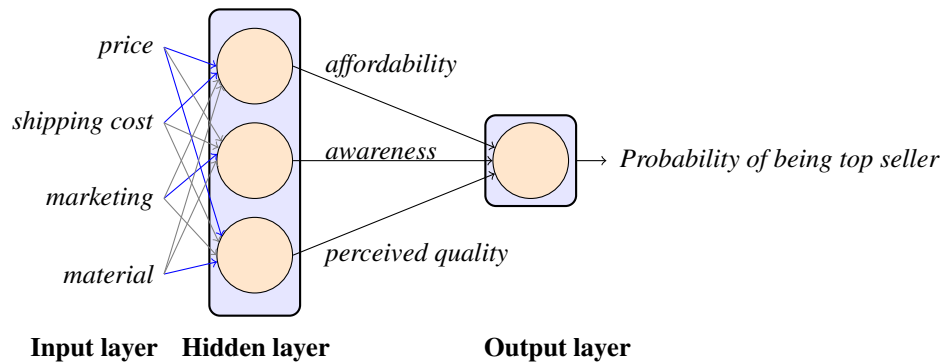 price
shipping cost
marketing
material
affordability
awareness
perceived quality
Probability of being top seller
Input layer
Hidden layer
Output layer